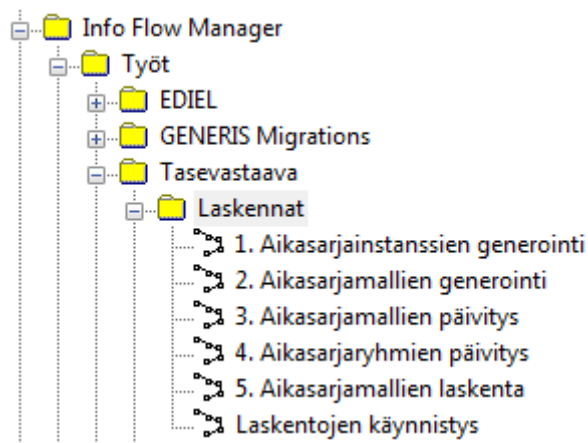 Info Flow Manager
Työt
EDIEL
GENERIS Migrations
Tasevastaava
Laskennat
1. Aikasarjainstanssien generointi
2. Aikasarjamallien generointi
3. Aikasarjamallien päivitys
4. Aikasarjaryhmien päivitys
5. Aikasarjamallien laskenta
Laskentojen käynnistys